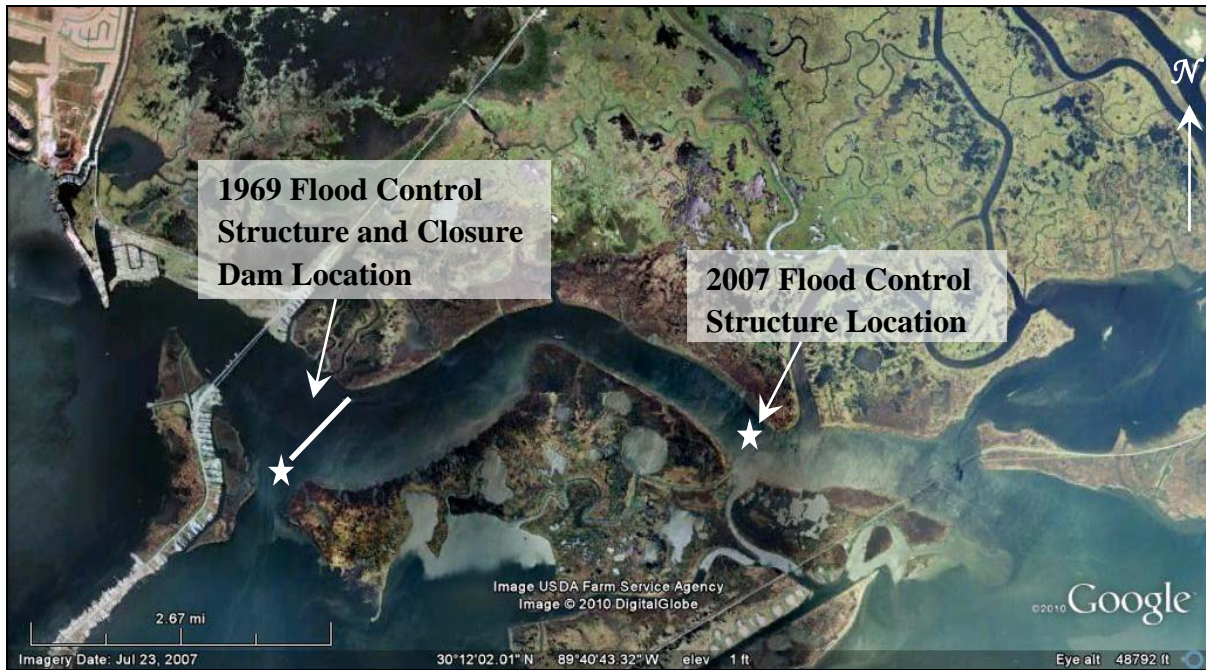 N
1969 Flood Control
Structure and Closure
Dam Location
2007 Flood Control
Structure Location
Image USDA Farm Service Agency
Image © 2010 DigitalGlobe
©2010 Google
2.67 mi
Imagery Date: Jul 23, 2007 30°12'02.01" N 89°40'43.32" W elev 1 ft Eye alt 48792 ft